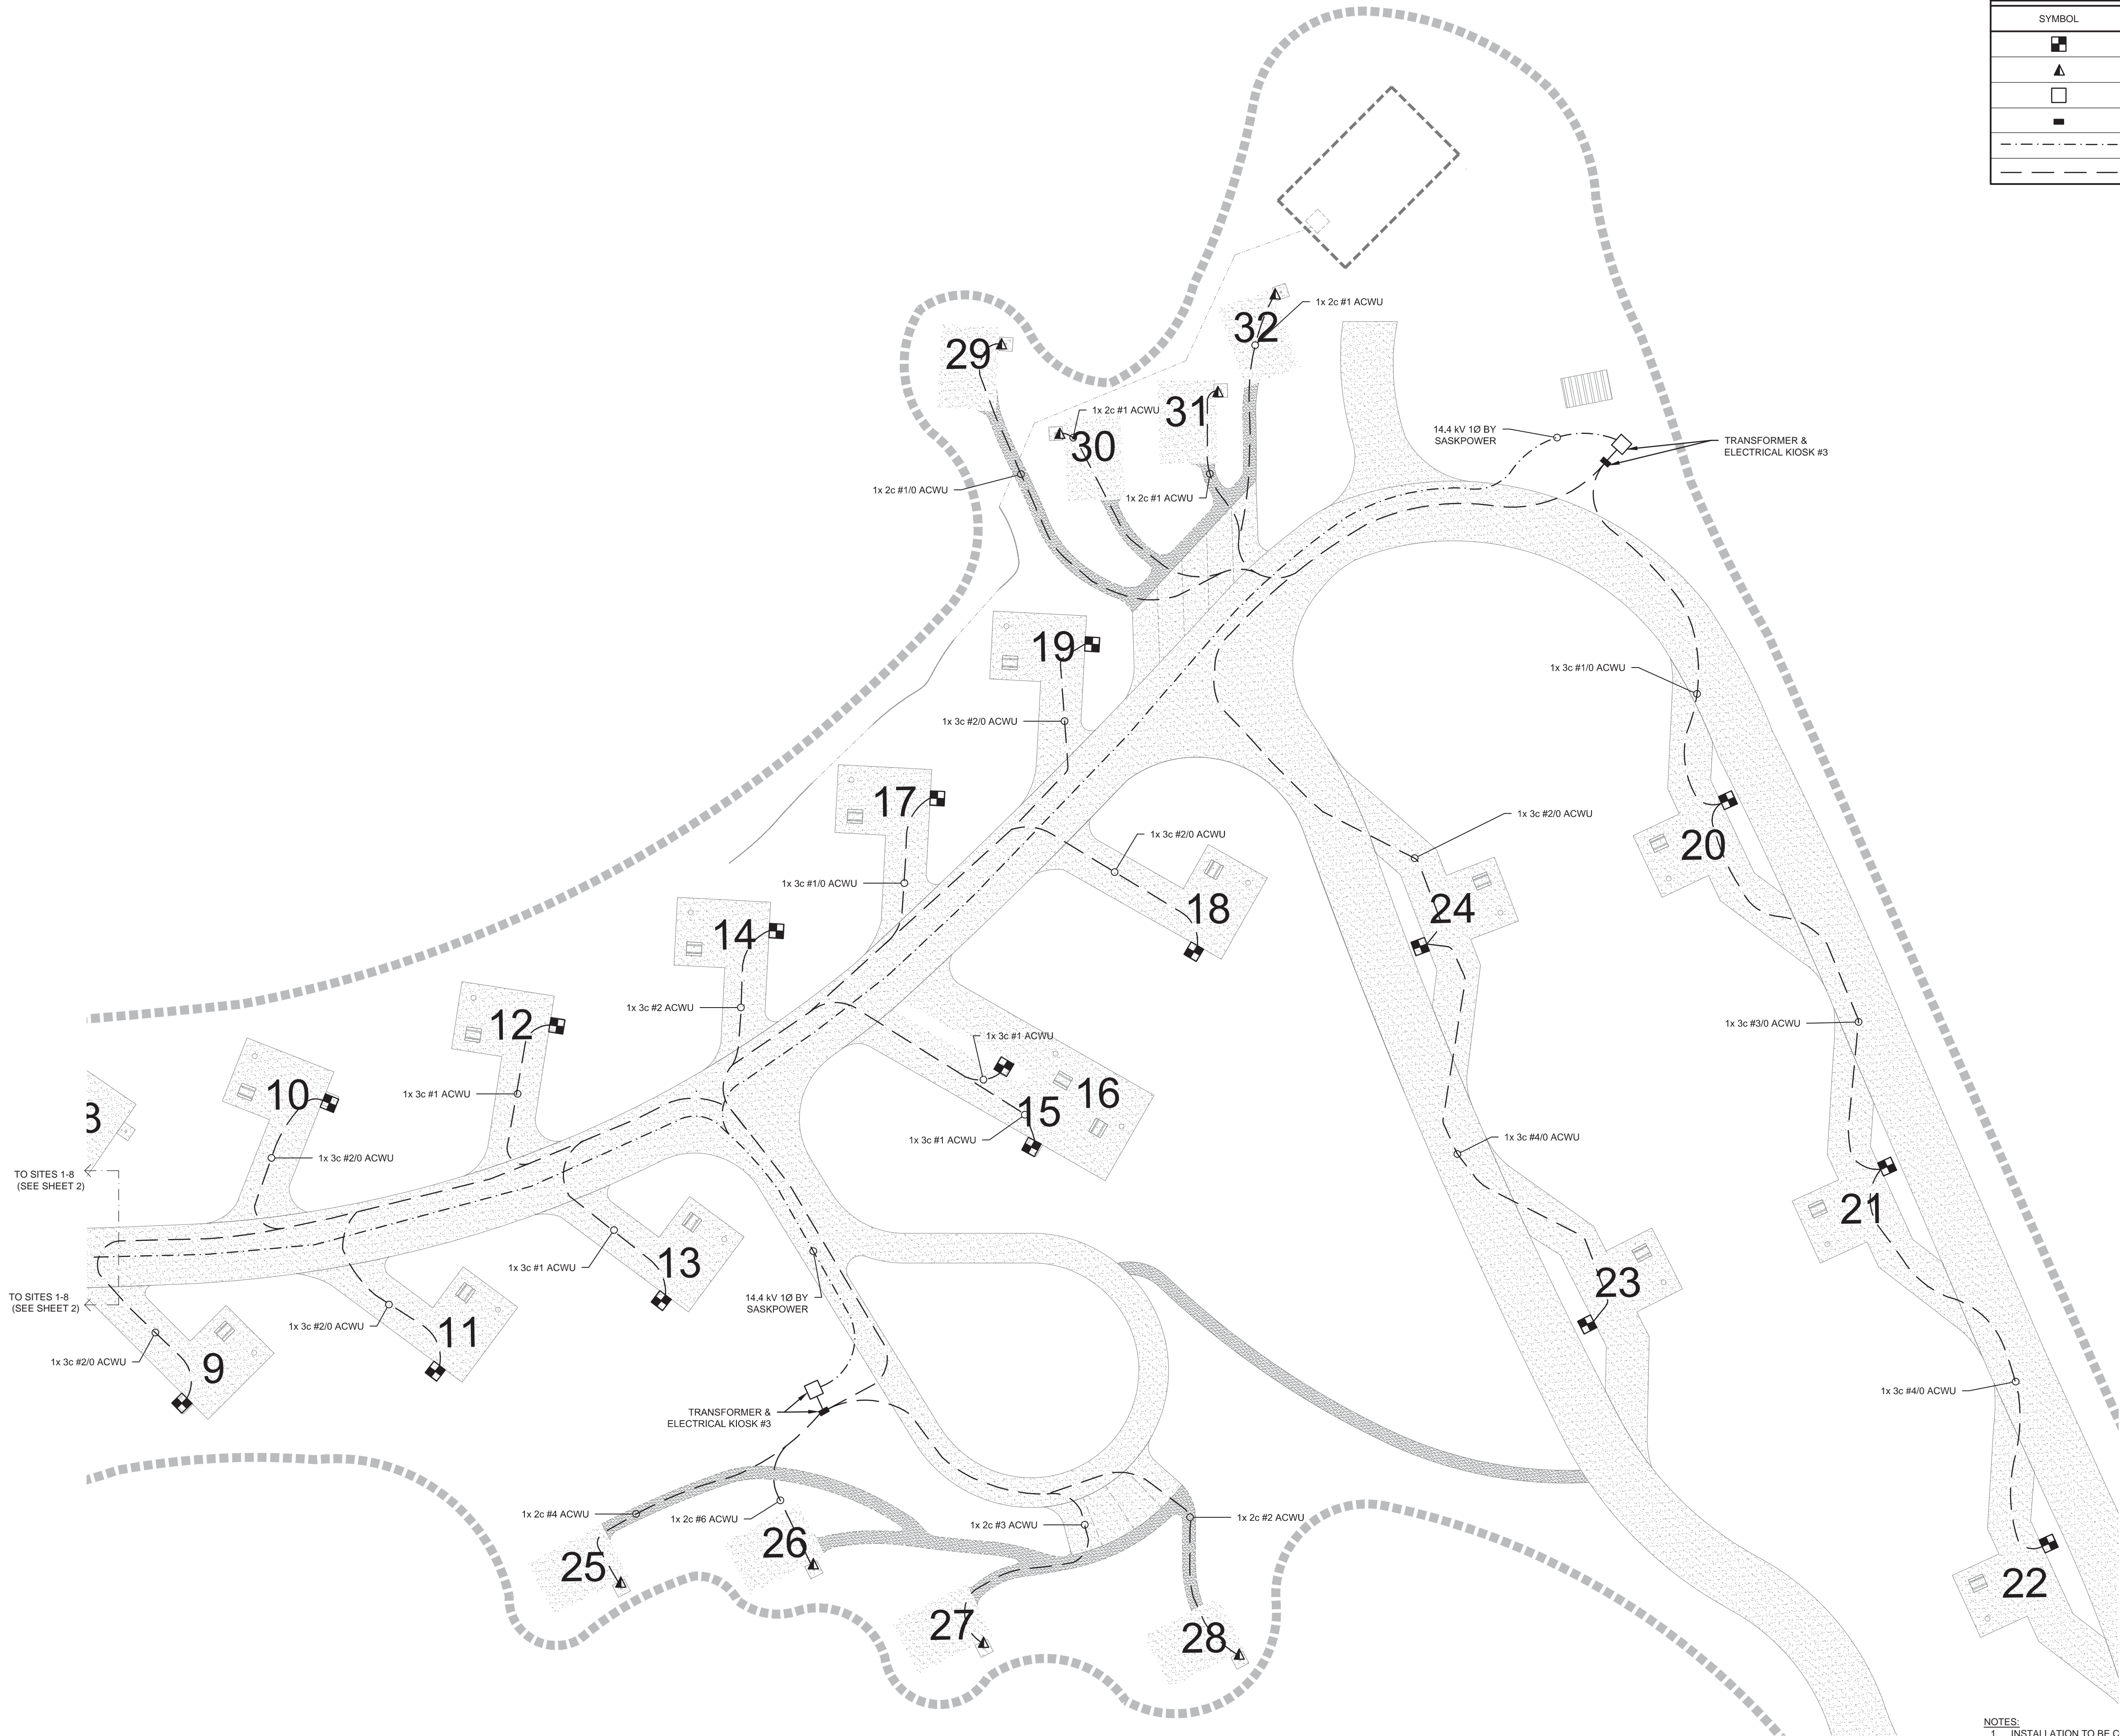 SYMBOL
32
1x 2c #1 ACWU
29
1x 2c #1 ACWU
31
30
14.4 kV 1Ø BY
SASKPOWER
TRANSFORMER &
ELECTRICAL KIOSK #3
1x 2c #1/0 ACWU
1x 2c #1 ACWU
19
1x 3c #1/0 ACWU
1x 3c #2/0 ACWU
17
1x 3c #2/0 ACWU
1x 3c #2/0 ACWU
20
1x 3c #1/0 ACWU
18
24
14
1x 3c #2 ACWU
12
1x 3c #3/0 ACWU
1x 3c #1 ACWU
10
1x 3c #1 ACWU
16
15
1x 3c #1 ACWU
1x 3c #4/0 ACWU
1x 3c #2/0 ACWU
TO SITES 1-8
(SEE SHEET 2)
21
13
1x 3c #1 ACWU
23
14.4 kV 1Ø BY
SASKPOWER
TO SITES 1-8
(SEE SHEET 2)
1x 3c #2/0 ACWU
11
1x 3c #2/0 ACWU
9
1x 3c #4/0 ACWU
TRANSFORMER &
ELECTRICAL KIOSK #3
1x 2c #4 ACWU
1x 2c #6 ACWU
1x 2c #3 ACWU
1x 2c #2 ACWU
26
25
22
27
28
NOTES:
1. INSTALLATION TO BE C